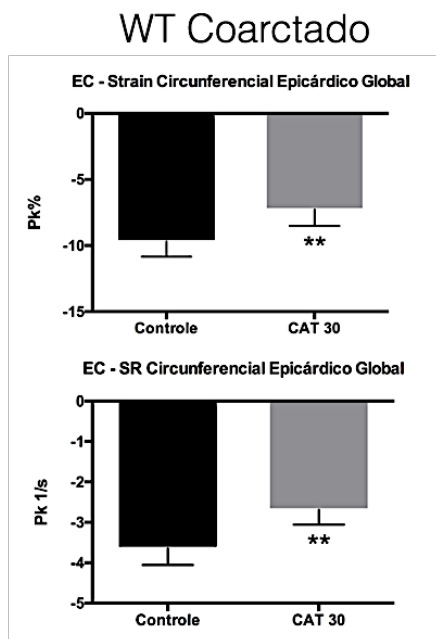 WT Coarctado
EC - Strain Circunferencial Epicárdico Global
0
-5
-10
-15
Pk%
**
Controle
CAT 30
EC - SR Circunferencial Epicárdico Global
0
-1
-2
-3
-4
-5
Pk 1/s
**
Controle
CAT 30